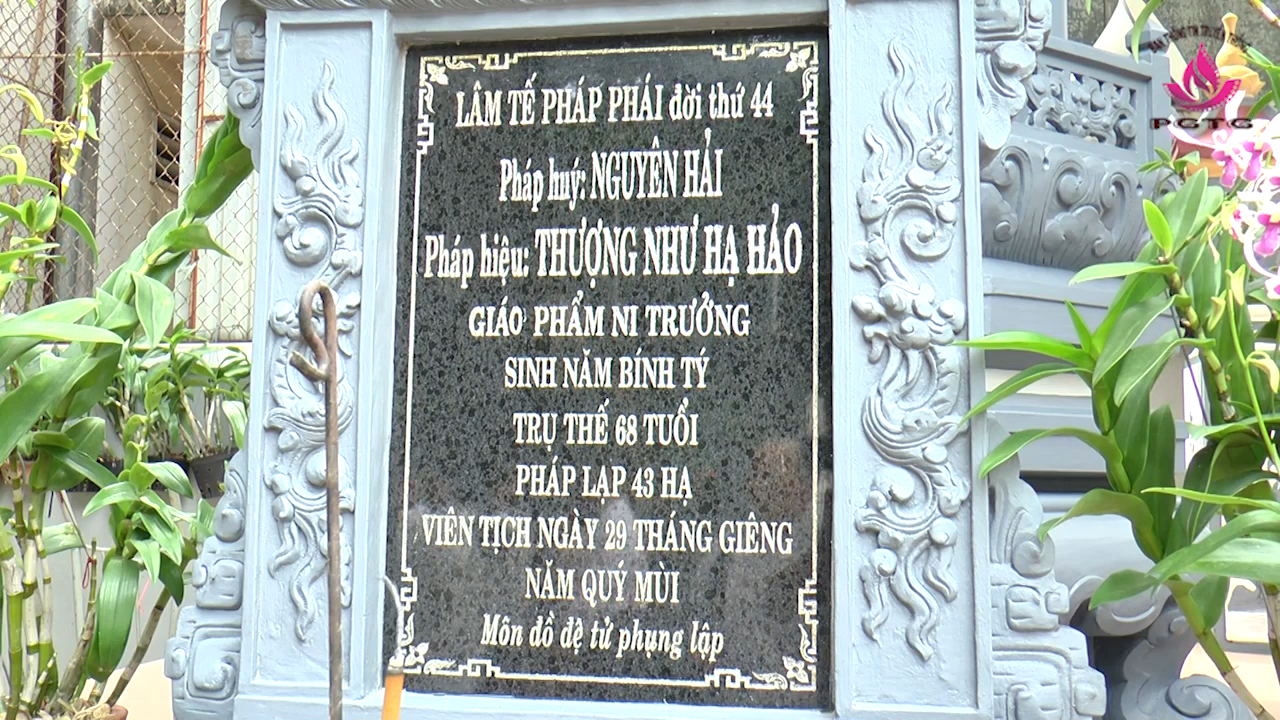 LÂM TẾ PHÁP PHÁI đời thứ 44
Pháp huý: NGUYÊN HẢI
Pháp hiệu: THƯỢNG NHƯ HẠ HẢO
GIÁO PHẨM NI TRƯỞNG
SINH NĂM BÍNH TÝ
TRỤ THẾ 68 TUỔI
PHÁP LẠP 43 HẠ
VIÊN TỊCH NGÀY 29 THÁNG GIÊNG
NĂM QUÝ MÙI
Môn đồ đệ tử phụng lập
PGTG